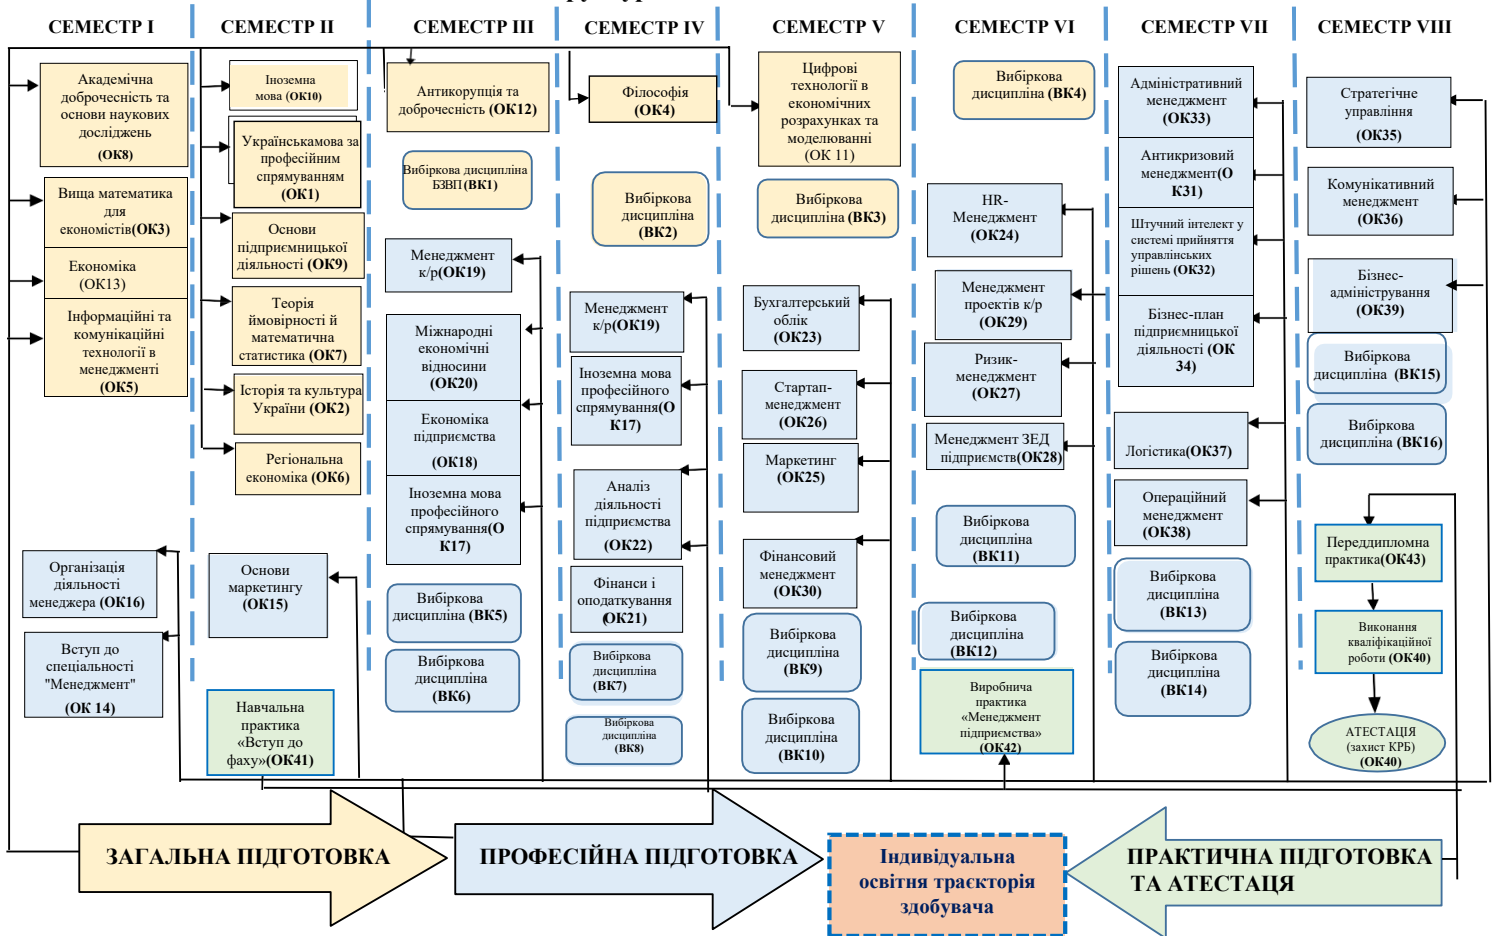 СЕМЕСТР I
СЕМЕСТР II
СЕМЕСТР III
СЕМЕСТР IV
СЕМЕСТР V
СЕМЕСТР VI
СЕМЕСТР VII
СЕМЕСТР VIII
Академічна
доброчесність та
основи наукових
досліджень
(ОК8)
Вища математика
для
економістів(ОК3)
Економіка
(ОК13)
Інформаційні та
комунікаційні
технології в
менеджменті
(ОК5)
Організація
діяльності
менеджера (ОК16)
Вступ до
спеціальності
"Менеджмент"
(ОК 14)
Іноземна
мова (ОК10)
Українськамова за
професійним
спрямуванням
(ОК1)
Основи
підприємницької
діяльності (ОК9)
Теорія
ймовірності й
математична
статистика (ОК7)
Історія та культура
України (ОК2)
Регіональна
економіка (ОК6)
Основи
маркетингу
(ОК15)
Навчальна
практика
«Вступ до
фаху»(ОК41)
Антикорупція та
доброчесність (ОК12)
Вибіркова дисципліна
БЗВП(ВК1)
Менеджмент
к/р(ОК19)
Міжнародні
економічні
відносини
(ОК20)
Економіка
підприємства
(ОК18)
Іноземна мова
професійного
спрямування(О
К17)
Вибіркова
дисципліна (ВК5)
Вибіркова
дисципліна
(ВК6)
Філософія
(ОК4)
Вибіркова
дисципліна
(ВК2)
Менеджмент
к/р(ОК19)
Іноземна мова
професійного
спрямування(О
К17)
Аналіз
діяльності
підприємства
(ОК22)
Фінанси і
оподаткування
(ОК21)
Вибіркова
дисципліна
(ВК7)
Вибіркова
дисципліна
(ВК8)
Цифрові
технології в
економічних
розрахунках та
моделюванні
(ОК 11)
Вибіркова
дисципліна (ВК3)
Бухгалтерський
облік
(ОК23)
Стартап-
менеджмент
(ОК26)
Маркетинг
(ОК25)
Фінансовий
менеджмент
(ОК30)
Вибіркова
дисципліна
(ВК9)
Вибіркова
дисципліна
(ВК10)
Вибіркова
дисципліна (ВК4)
HR-
Менеджмент
(ОК24)
Менеджмент
проектів к/р
(ОК29)
Ризик-
менеджмент
(ОК27)
Менеджмент ЗЕД
підприємств(ОК28)
Вибіркова
дисципліна
(ВК11)
Вибіркова
дисципліна
(ВК12)
Виробнича
практика
«Менеджмент
підприємства»
(ОК42)
Адміністративний
менеджмент
(ОК33)
Антикризовий
менеджмент(О
К31)
Штучний інтелект у
системі прийняття
управлінських
рішень (ОК32)
Бізнес-план
підприємницької
діяльності (ОК
34)
Логістика(ОК37)
Операційний
менеджмент
(ОК38)
Вибіркова
дисципліна
(ВК13)
Вибіркова
дисципліна
(ВК14)
Стратегічне
управління
(ОК35)
Комунікативний
менеджмент
(ОК36)
Бізнес-
адміністрування
(ОК39)
Вибіркова
дисципліна (ВК15)
Вибіркова
дисципліна (ВК16)
Переддипломна
практика(ОК43)
Виконання
кваліфікаційної
роботи (ОК40)
АТЕСТАЦІЯ
(захист КРБ)
(ОК40)
ЗАГАЛЬНА ПІДГОТОВКА
ПРОФЕСІЙНА ПІДГОТОВКА
Індивідуальна
освітня траєкторія
здобувача
ПРАКТИЧНА ПІДГОТОВКА
ТА АТЕСТАЦЯ